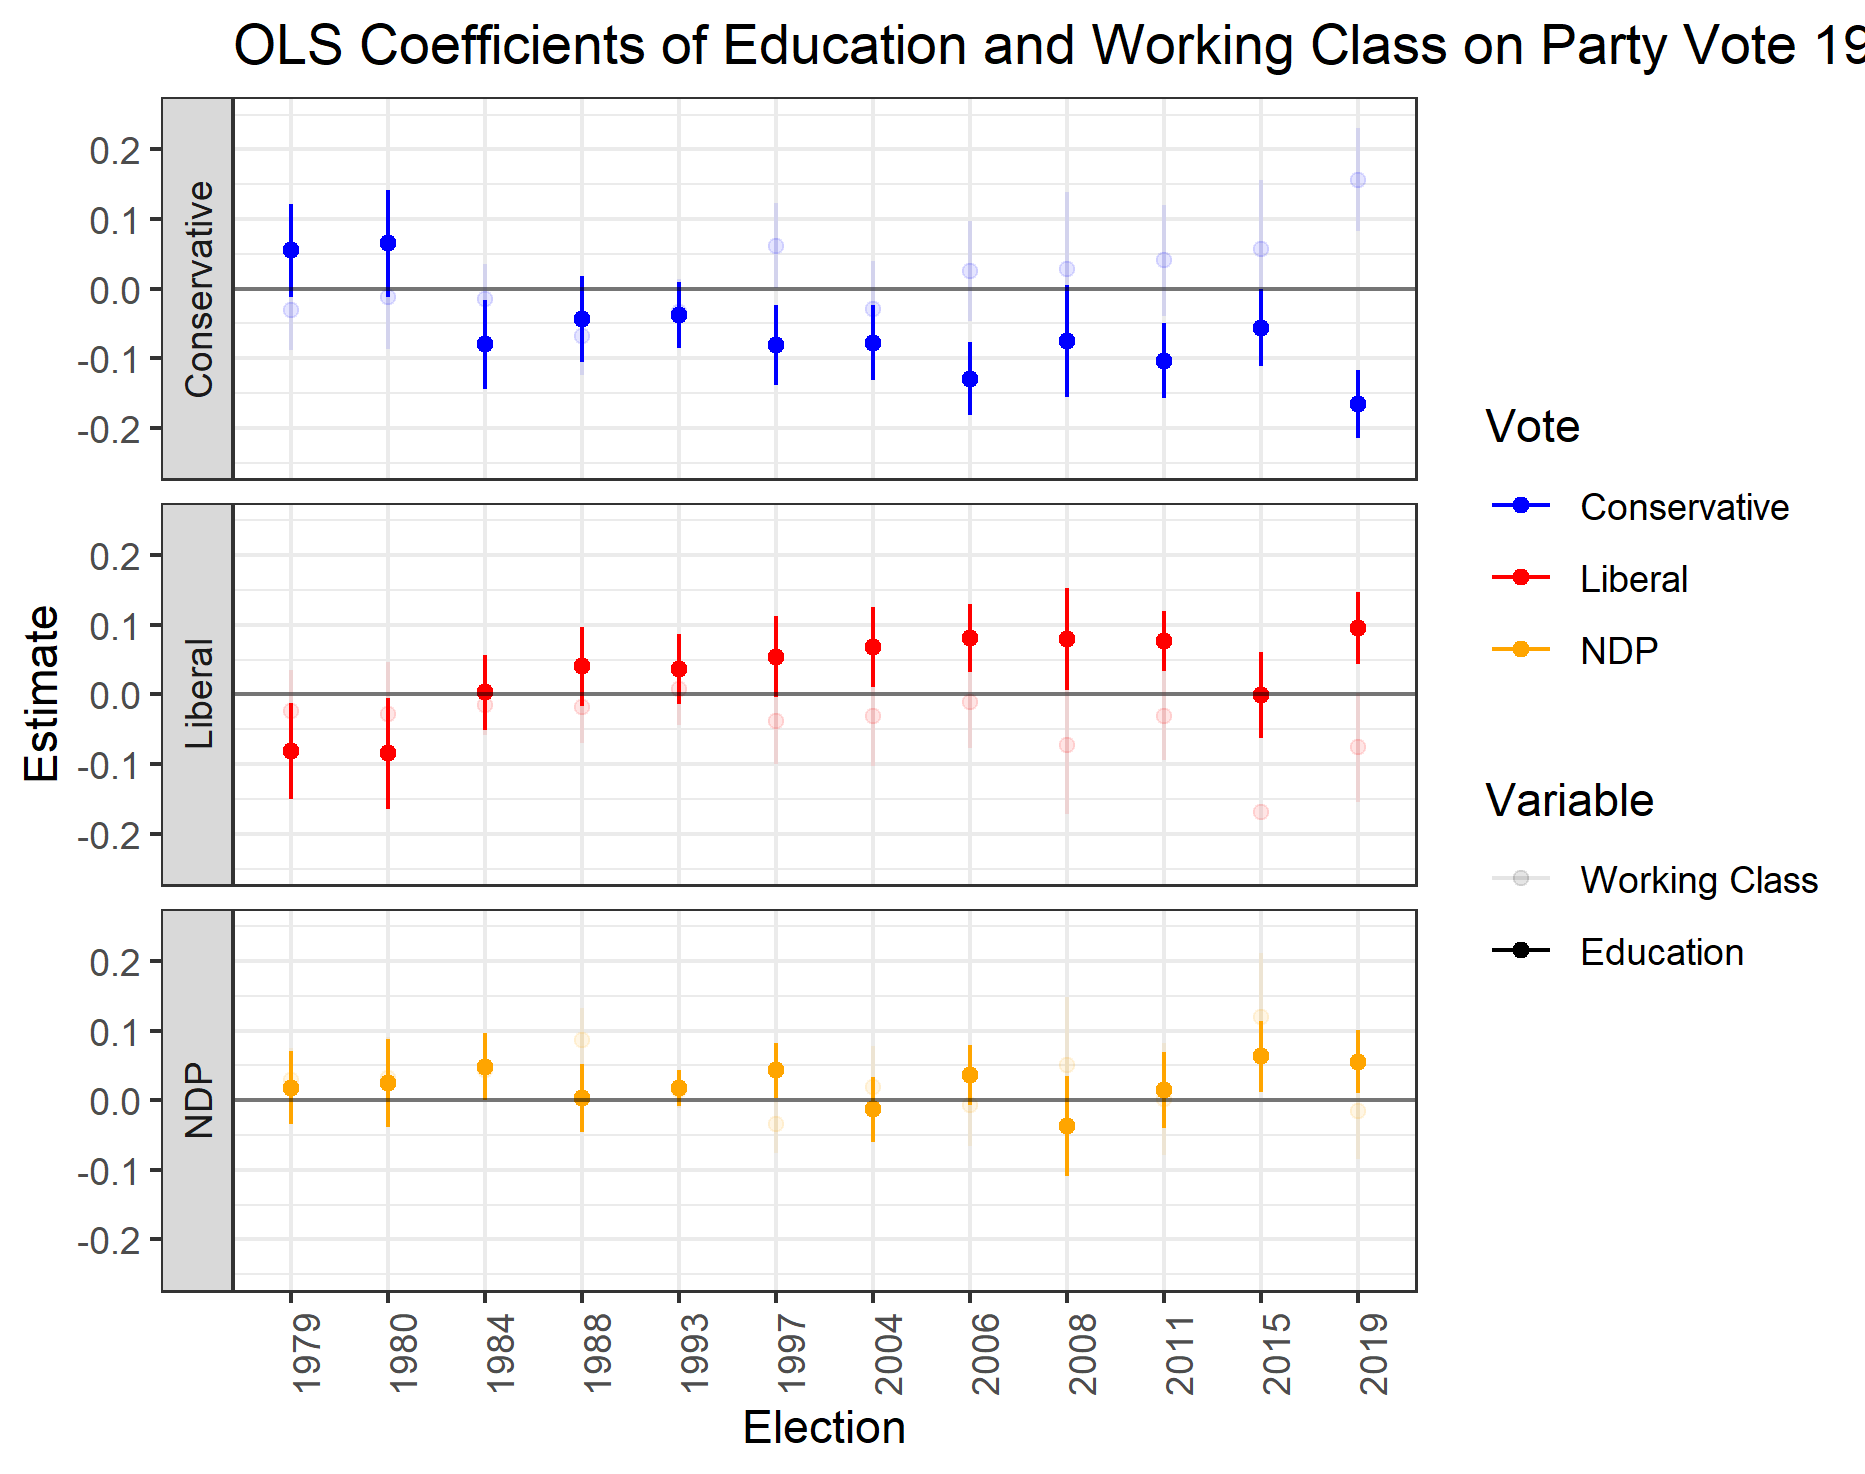 OLS Coefficients of Education and Working Class on Party Vote 19
Conservative
0.2
0.1
0.0
-0.1
-0.2
Liberal
0.2
0.1
0.0
-0.1
-0.2
NDP
0.2
0.1
0.0
-0.1
-0.2
Estimate
1979 1980 1984 1988 1993 1997 2004 2006 2008 2011 2015 2019
Election
Vote
Conservative
Liberal
NDP
Variable
Working Class
Education